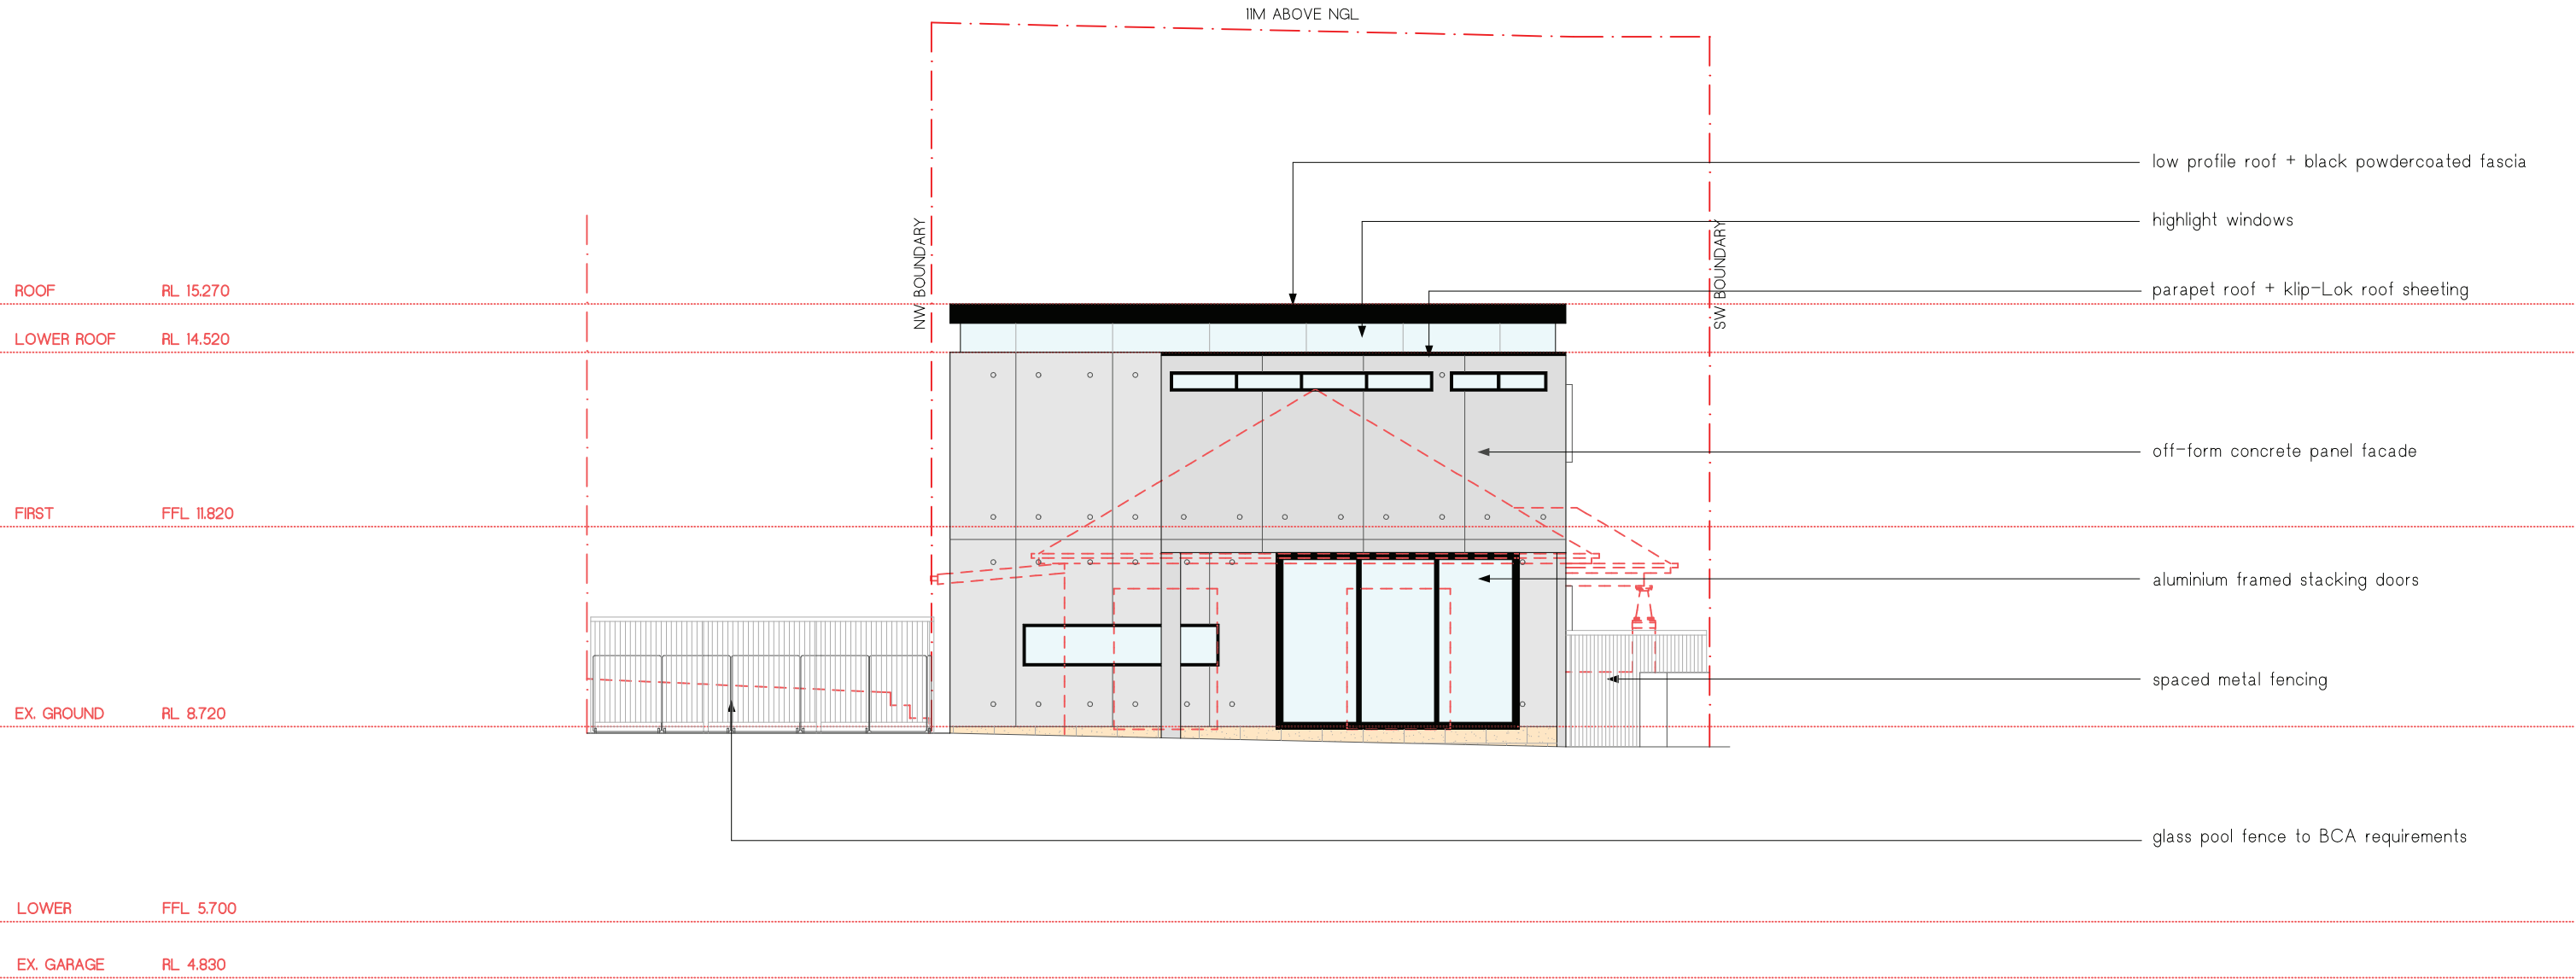 11M ABOVE NGL
low profile roof + black powdercoated fascia
NW BOUNDARY
SW BOUNDARY
highlight windows
ROOF RL 15.270
parapet roof + klip-Lok roof sheeting
LOWER ROOF RL 14.520
off-form concrete panel facade
FIRST FFL 11.820
aluminium framed stacking doors
spaced metal fencing
EX. GROUND RL 8.720
glass pool fence to BCA requirements
LOWER FFL 5.700
EX. GARAGE RL 4.830